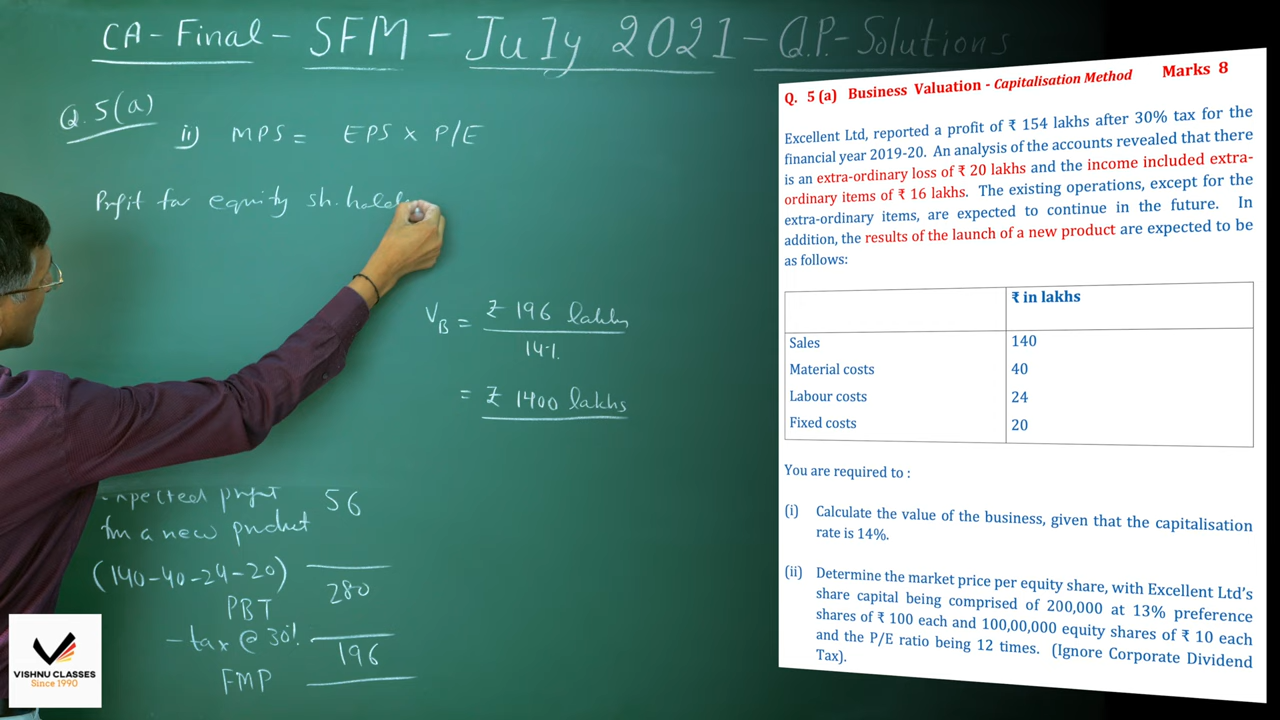 CA-Final-SFM-July 2021-Q.P.-Solutions
Q.5(a)
ii) MPS = EPS x P/E
Profit for equity sh.holde
VB = ₹ 196 lakhs
14%
= ₹ 1400 lakhs
expected profit 56
for a new product
(140-40-24-20)
PBT 280
-tax @ 30%
FMP 196
VISHNU CLASSES
Since 1990
Q. 5 (a) Business Valuation - Capitalisation Method Marks 8
Excellent Ltd, reported a profit of ₹ 154 lakhs after 30% tax for the
financial year 2019-20. An analysis of the accounts revealed that there
is an extra-ordinary loss of ₹ 20 lakhs and the income included extra-
ordinary items of ₹ 16 lakhs. The existing operations, except for the
extra-ordinary items, are expected to continue in the future. In
addition, the results of the launch of a new product are expected to be
as follows:
₹ in lakhs
Sales 140
Material costs 40
Labour costs 24
Fixed costs 20
You are required to :
(i) Calculate the value of the business, given that the capitalisation
rate is 14%.
(ii) Determine the market price per equity share, with Excellent Ltd's
share capital being comprised of 200,000 at 13% preference
shares of ₹ 100 each and 100,00,000 equity shares of ₹ 10 each
and the P/E ratio being 12 times. (Ignore Corporate Dividend
Tax).